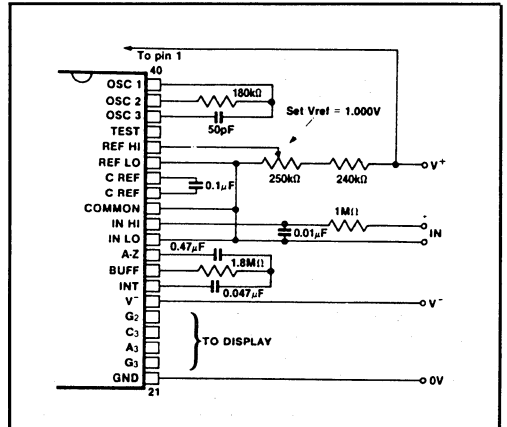 To pin 1
40
OSC 1
180kΩ
OSC 2
Set Vref = 1.000V
OSC 3
50pF
TEST
REF HI
REF LO
V+
250kΩ
240kΩ
C REF
0.1μF
C REF
COMMON
1MΩ
IN HI
IN
0.01μF
IN LO
0.47μF
A-Z
1.8MΩ
BUFF
INT
0.047μF
V-
V-
G2
C3
TO DISPLAY
A3
G3
GND
0V
21